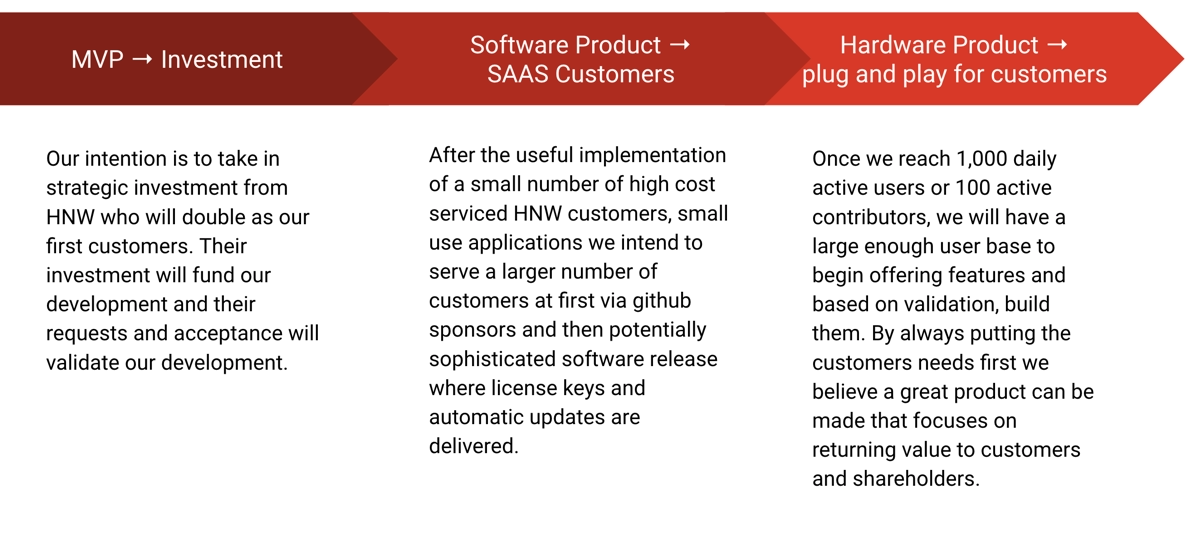 MVP → Investment
Software Product →
SAAS Customers
Hardware Product →
plug and play for customers
Our intention is to take in
strategic investment from
HNW who will double as our
first customers. Their
investment will fund our
development and their
requests and acceptance will
validate our development.
After the useful implementation
of a small number of high cost
serviced HNW customers, small
use applications we intend to
serve a larger number of
customers at first via github
sponsors and then potentially
sophisticated software release
where license keys and
automatic updates are
delivered.
Once we reach 1,000 daily
active users or 100 active
contributors, we will have a
large enough user base to
begin offering features and
based on validation, build
them. By always putting the
customers needs first we
believe a great product can be
made that focuses on
returning value to customers
and shareholders.